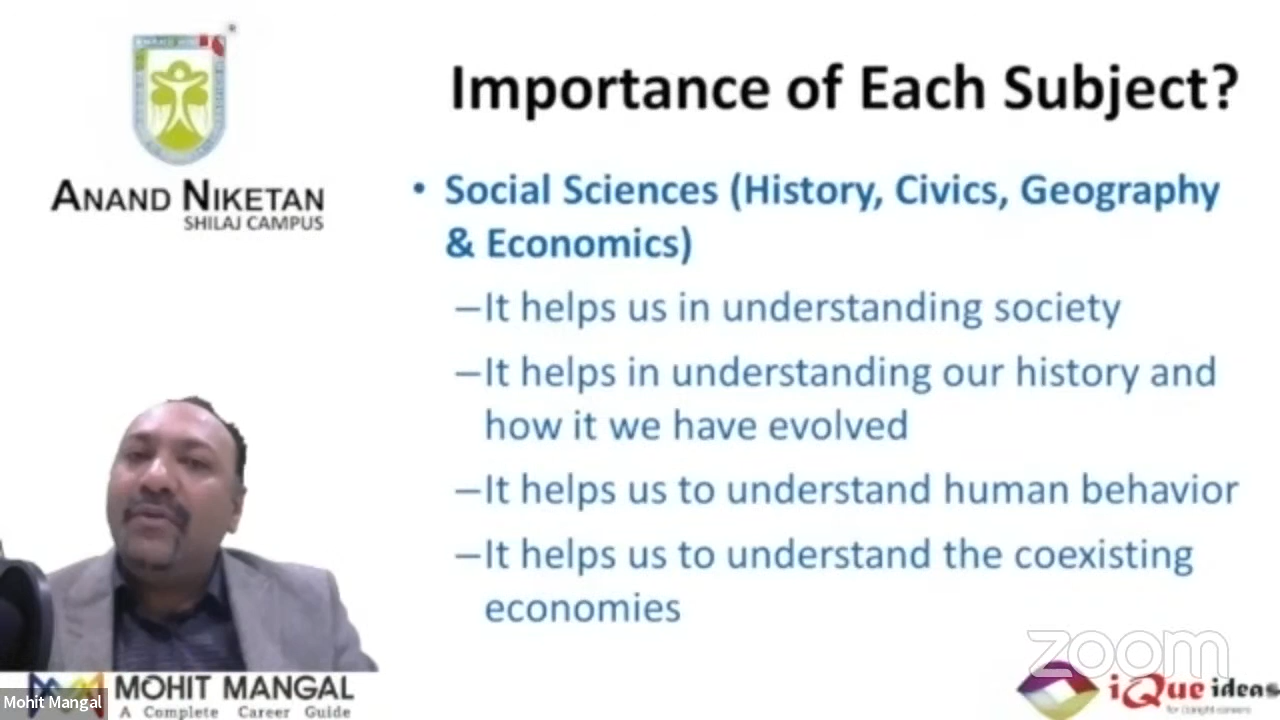 ANAND NIKETAN
SHILAJ CAMPUS
Importance of Each Subject?
• Social Sciences (History, Civics, Geography
& Economics)
–It helps us in understanding society
–It helps in understanding our history and
how it we have evolved
–It helps us to understand human behavior
–It helps us to understand the coexisting
economies
zoom
MOHIT MANGAL
A Complete Career Guide
Mohit Mangal
iQue ideas